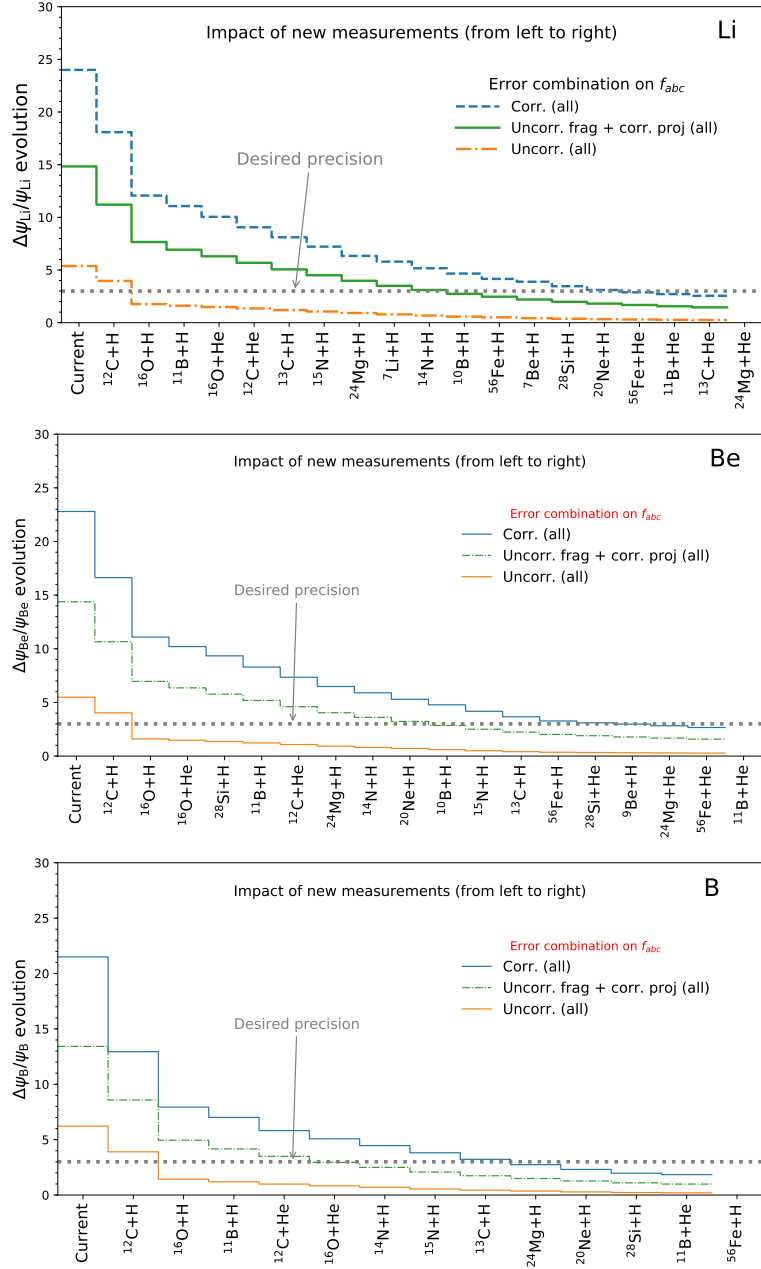 Impact of new measurements (from left to right)
Li
Error combination on f_abc
Corr. (all)
Uncorr. frag + corr. proj (all)
Uncorr. (all)
Desired precision
Δψ_Li/ψ_Li evolution
30
25
20
15
10
5
0
Current
¹²C+H
¹⁶O+H
¹¹B+H
¹⁶O+He
¹²C+He
¹³C+H
¹⁵N+H
²⁴Mg+H
⁷Li+H
¹⁴N+H
¹⁰B+H
⁵⁶Fe+H
⁷Be+H
²⁸Si+H
²⁰Ne+H
⁵⁶Fe+He
¹¹B+He
¹³C+He
²⁴Mg+He
Impact of new measurements (from left to right)
Be
Error combination on f_abc
Corr. (all)
Uncorr. frag + corr. proj (all)
Uncorr. (all)
Desired precision
Δψ_Be/ψ_Be evolution
30
25
20
15
10
5
0
Current
¹²C+H
¹⁶O+H
¹⁶O+He
²⁸Si+H
¹¹B+H
¹²C+He
²⁴Mg+H
¹⁴N+H
²⁰Ne+H
¹⁰B+H
¹⁵N+H
¹³C+H
⁵⁶Fe+H
²⁸Si+He
⁹Be+H
²⁴Mg+He
⁵⁶Fe+He
¹¹B+He
Impact of new measurements (from left to right)
B
Error combination on f_abc
Corr. (all)
Uncorr. frag + corr. proj (all)
Uncorr. (all)
Desired precision
Δψ_B/ψ_B evolution
30
25
20
15
10
5
0
Current
¹²C+H
¹⁶O+H
¹¹B+H
¹²C+He
¹⁶O+He
¹⁴N+H
¹⁵N+H
¹³C+H
²⁴Mg+H
²⁰Ne+H
²⁸Si+H
¹¹B+He
⁵⁶Fe+H